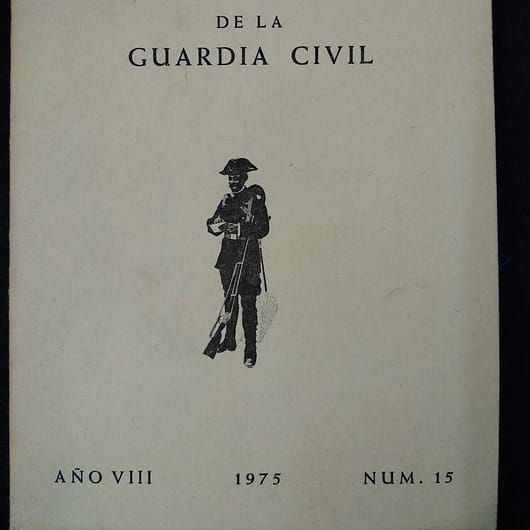 DE LA
GUARDIA CIVIL
AÑO VIII 1975 NUM. 15